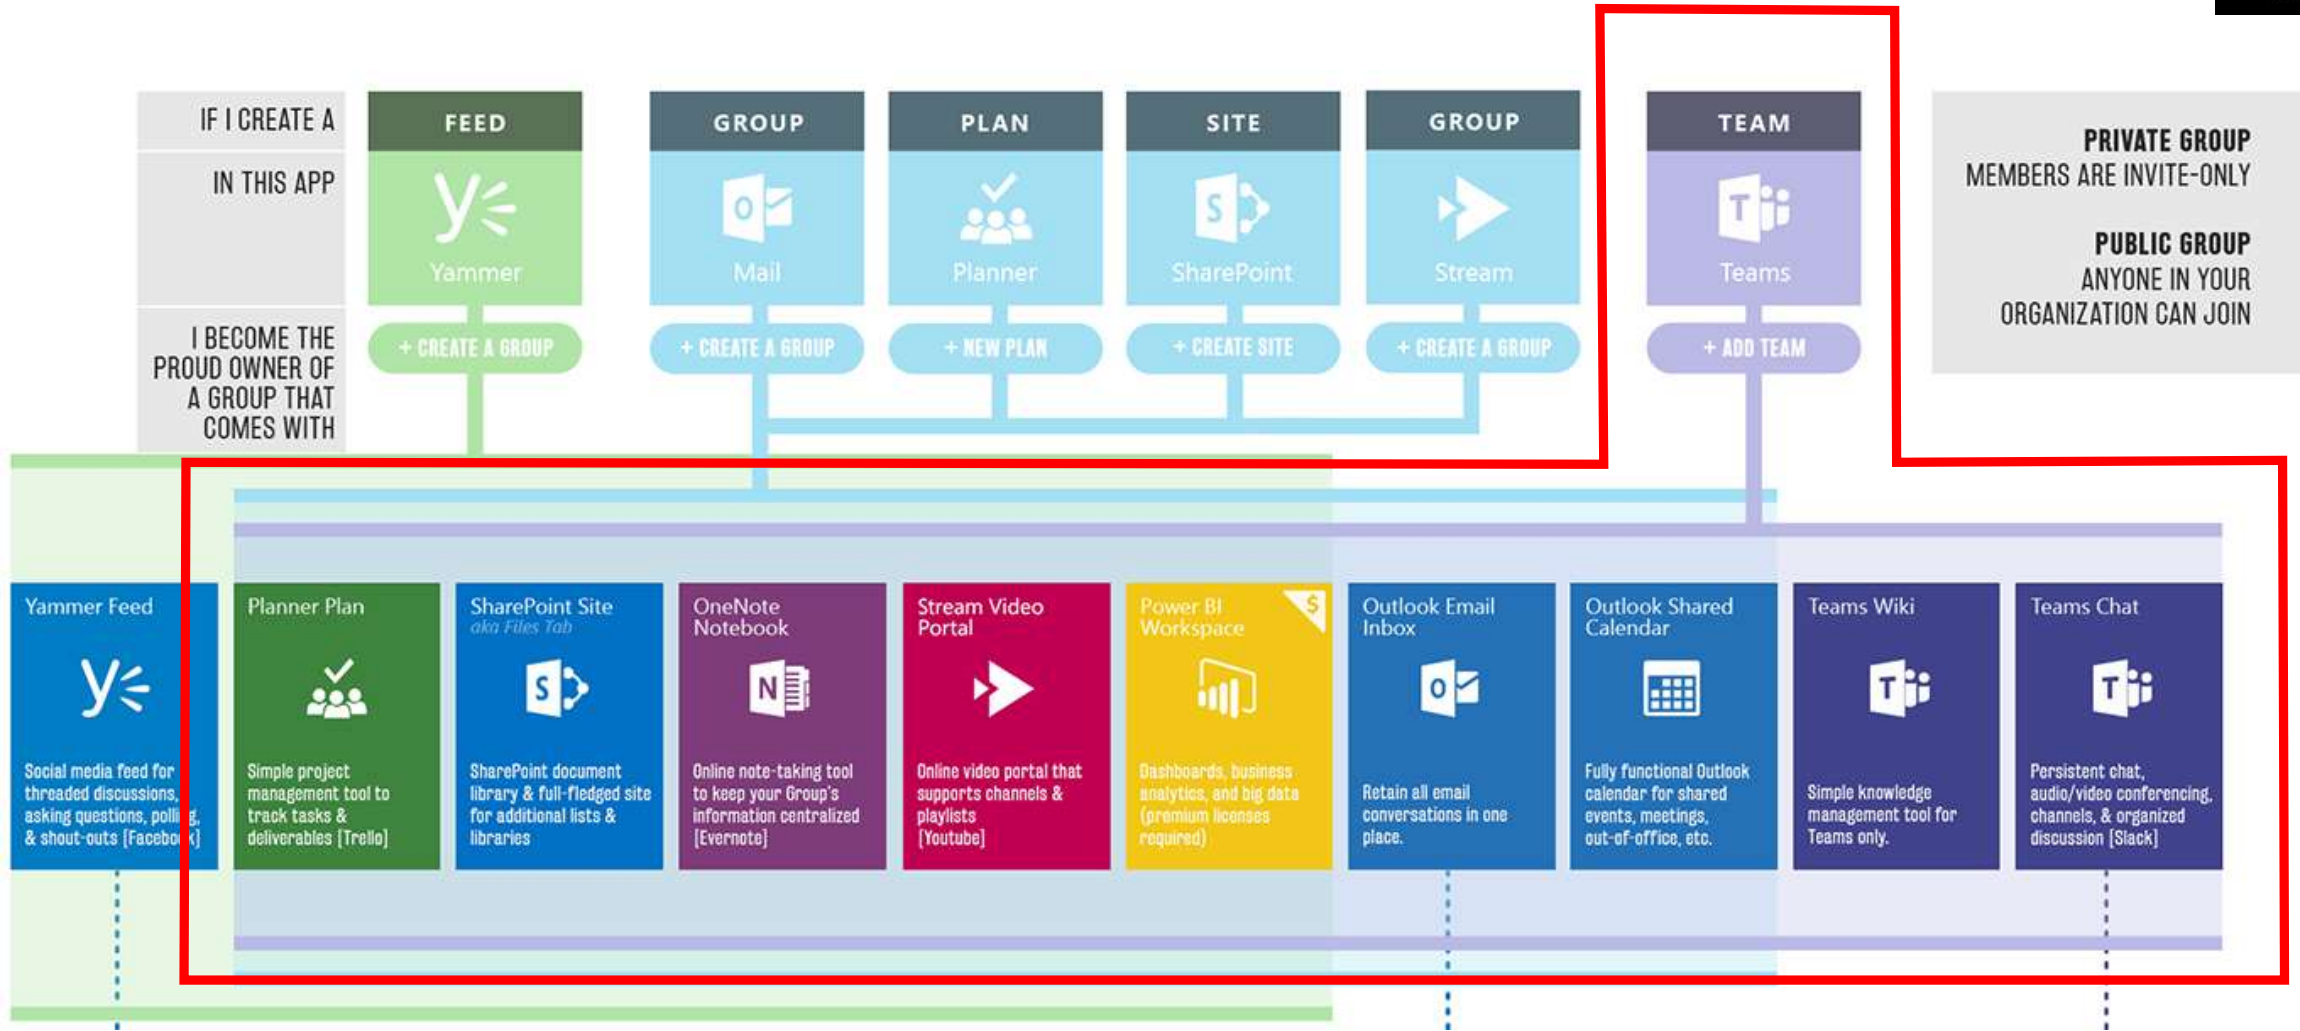 IF I CREATE A
FEED
GROUP
PLAN
SITE
GROUP
TEAM
IN THIS APP
Yammer
Mail
Planner
SharePoint
Stream
Teams
PRIVATE GROUP
MEMBERS ARE INVITE-ONLY
PUBLIC GROUP
ANYONE IN YOUR
ORGANIZATION CAN JOIN
I BECOME THE
PROUD OWNER OF
A GROUP THAT
COMES WITH
+ CREATE A GROUP
+ CREATE A GROUP
+ NEW PLAN
+ CREATE SITE
+ CREATE A GROUP
+ ADD TEAM
Yammer Feed
Social media feed for
threaded discussions,
asking questions, polling,
& shout-outs [Facebook]
Planner Plan
Simple project
management tool to
track tasks &
deliverables [Trello]
SharePoint Site
aka Files Tab
SharePoint document
library & full-fledged site
for additional lists &
libraries
OneNote
Notebook
Online note-taking tool
to keep your Group's
information centralized
[Evernote]
Stream Video
Portal
Online video portal that
supports channels &
playlists
[Youtube]
Power BI
Workspace
$
Dashboards, business
analytics, and big data
(premium licenses
required)
Outlook Email
Inbox
Retain all email
conversations in one
place.
Outlook Shared
Calendar
Fully functional Outlook
calendar for shared
events, meetings,
out-of-office, etc.
Teams Wiki
Simple knowledge
management tool for
Teams only.
Teams Chat
Persistent chat,
audio/video conferencing,
channels, & organized
discussion [Slack]